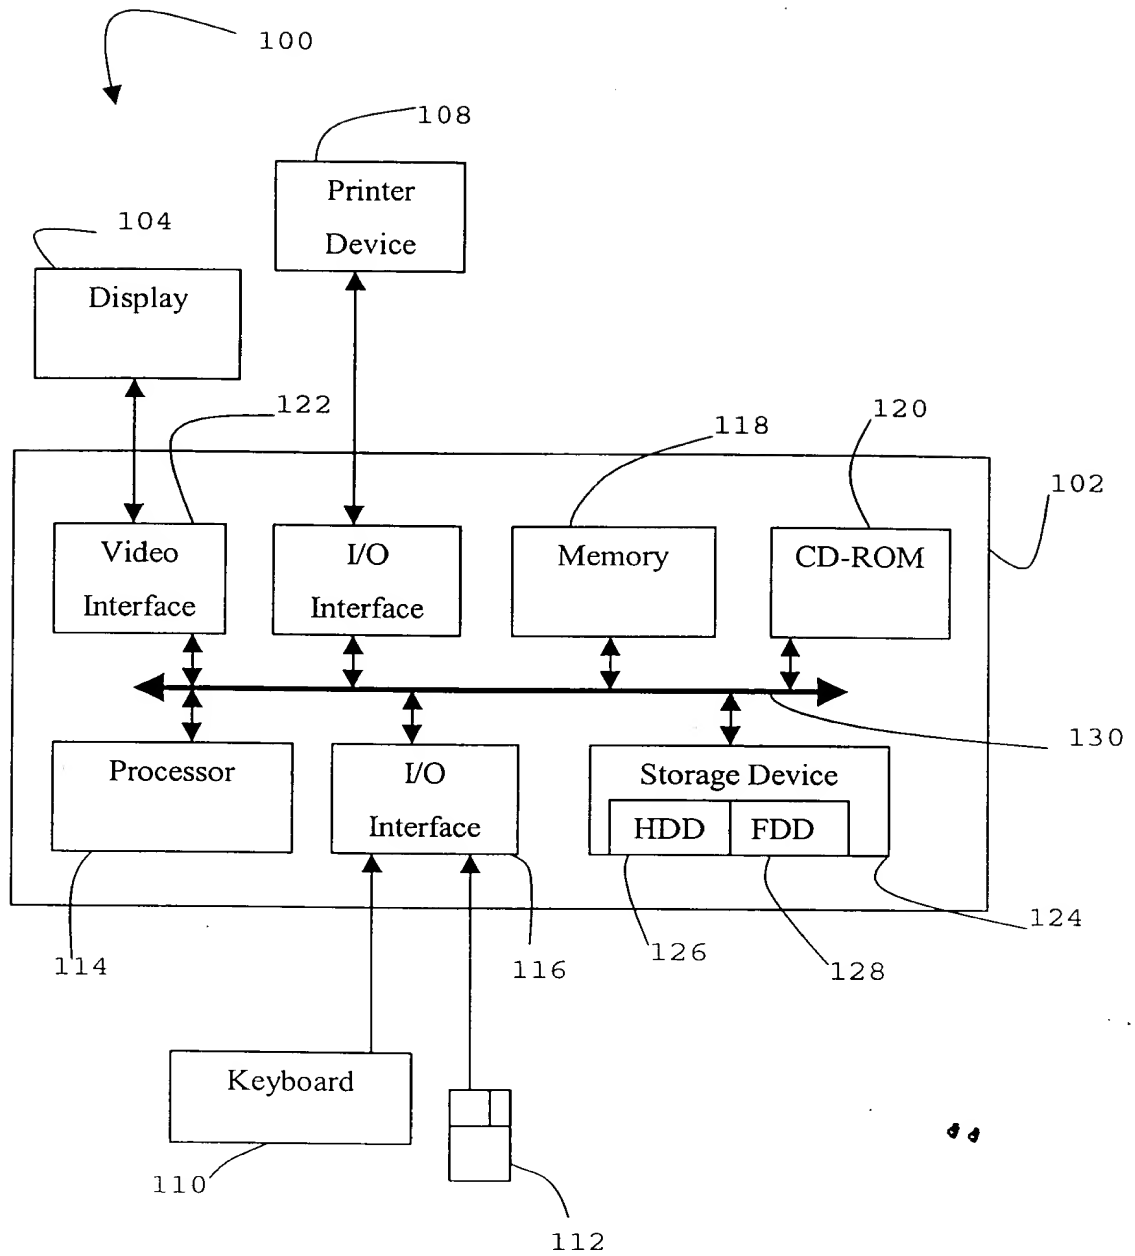 100
108
Printer
Device
104
Display
122
118
120
102
Video
Interface
I/O
Interface
Memory
CD-ROM
130
Processor
I/O
Interface
Storage Device
HDD
FDD
114
116
126
128
124
Keyboard
110
112